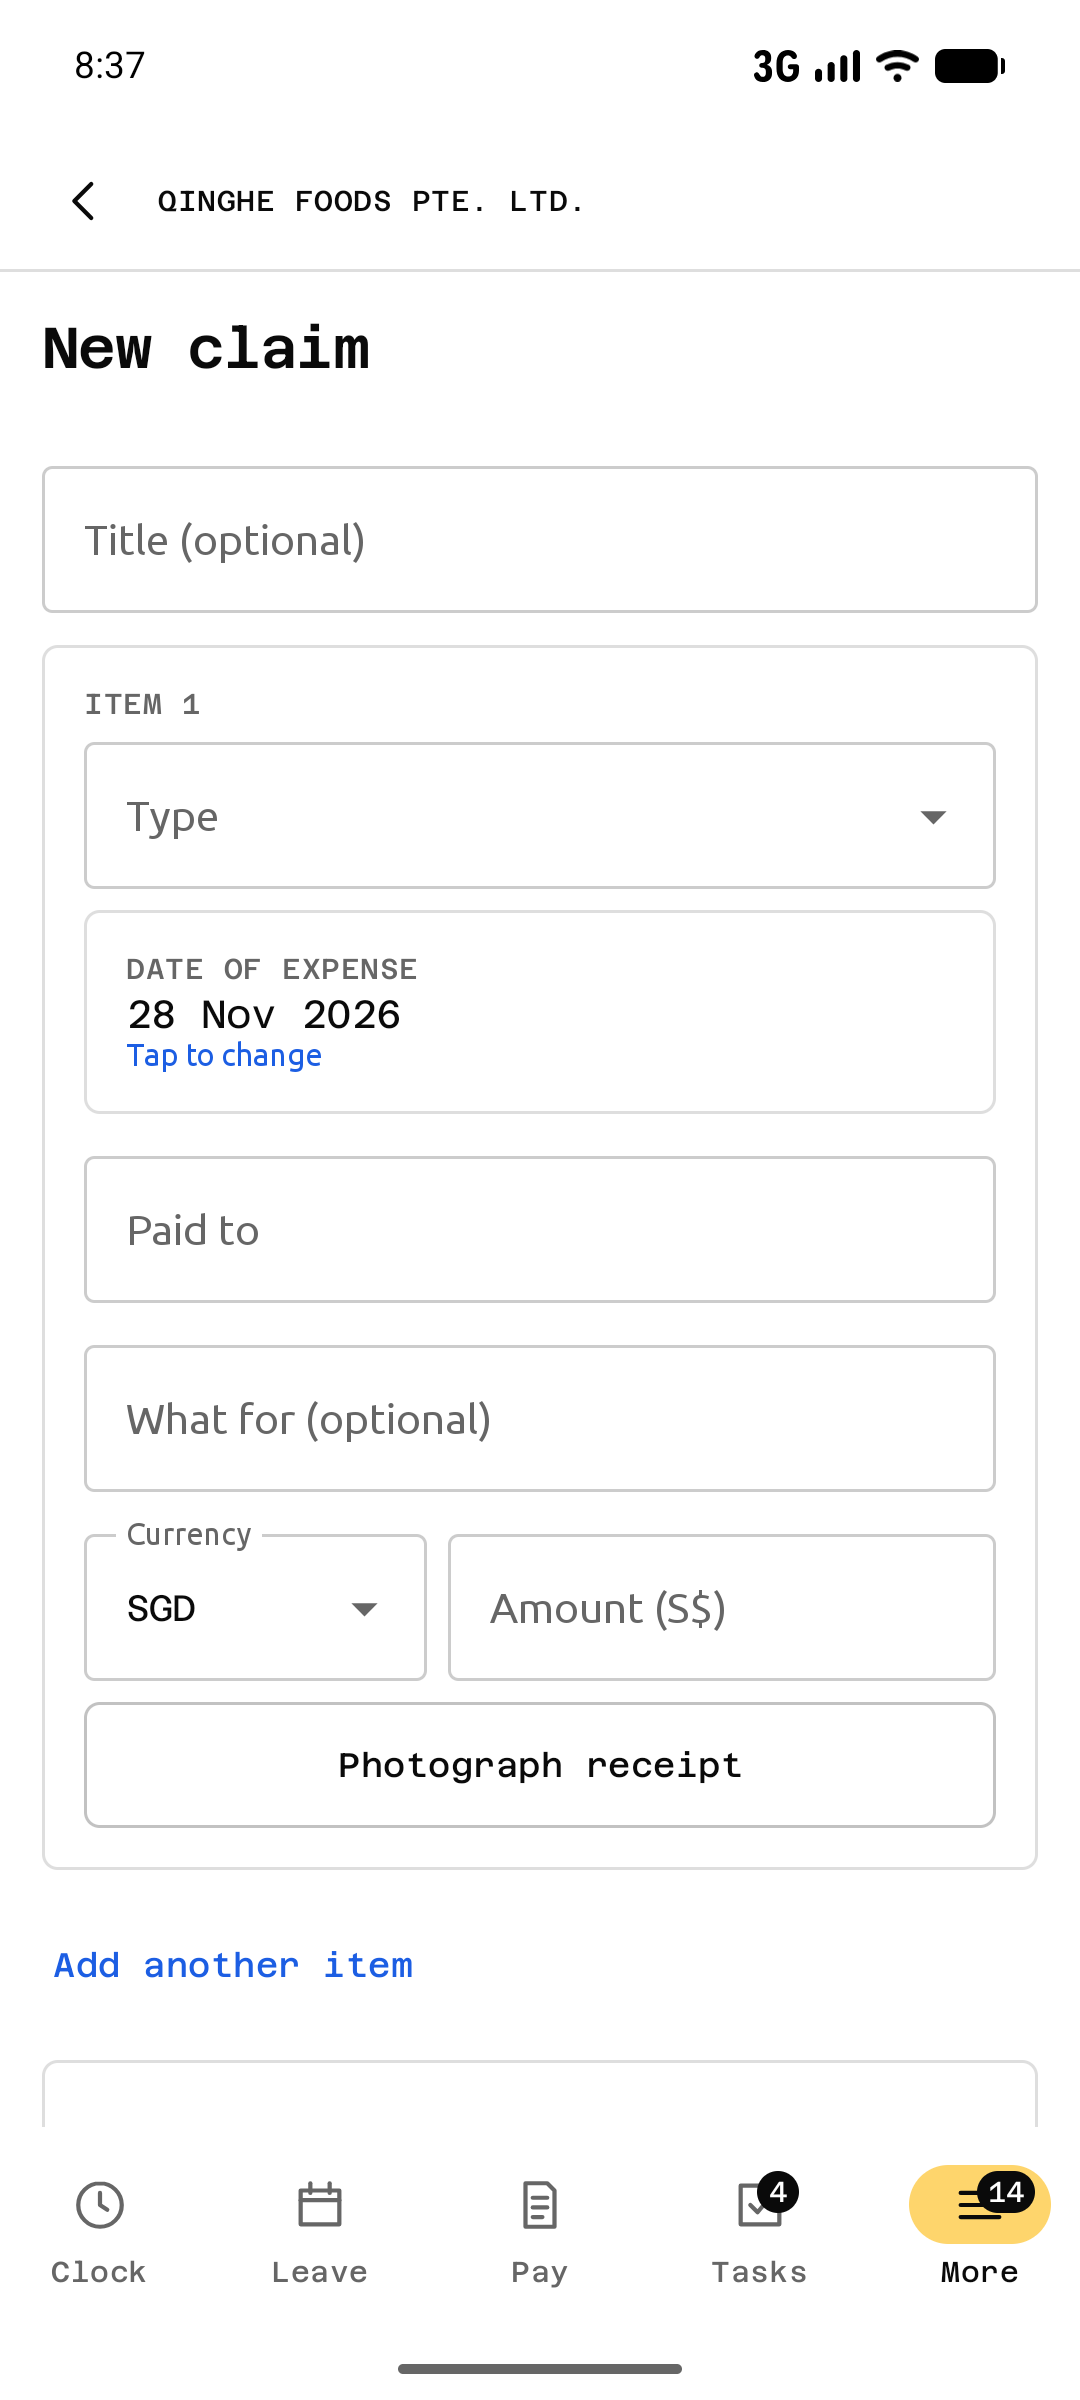 8:37
3G
QINGHE FOODS PTE. LTD.
New claim
Title (optional)
ITEM 1
Type
DATE OF EXPENSE
28 Nov 2026
Tap to change
Paid to
What for (optional)
Currency
SGD
Amount (S$)
Photograph receipt
Add another item
4
14
Clock
Leave
Pay
Tasks
More